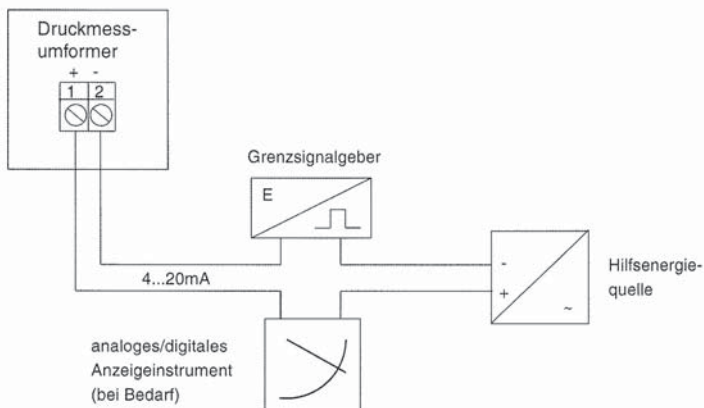 Druckmess-
umformer
+ -
1 2
Grenzsignalgeber
E
4...20mA
-
+
~
Hilfsenergie-
quelle
analoges/digitales
Anzeigeinstrument
(bei Bedarf)